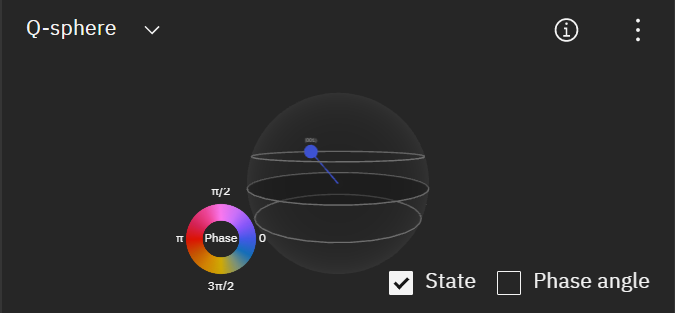 Q-sphere
π/2
π
Phase
0
3π/2
State
Phase angle